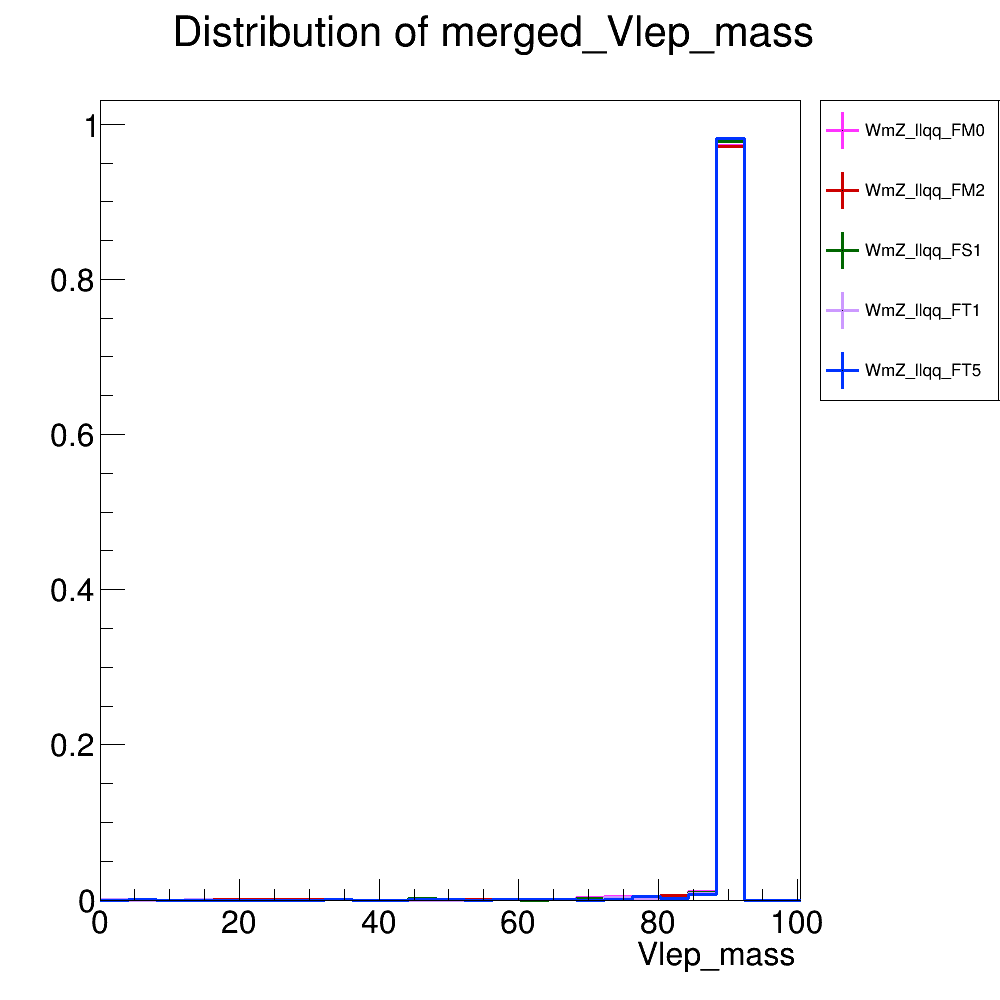 Distribution of merged_Vlep_mass
1
0.8
0.6
0.4
0.2
0
0 20 40 60 80 100
Vlep_mass
WmZ_llqq_FM0
WmZ_llqq_FM2
WmZ_llqq_FS1
WmZ_llqq_FT1
WmZ_llqq_FT5